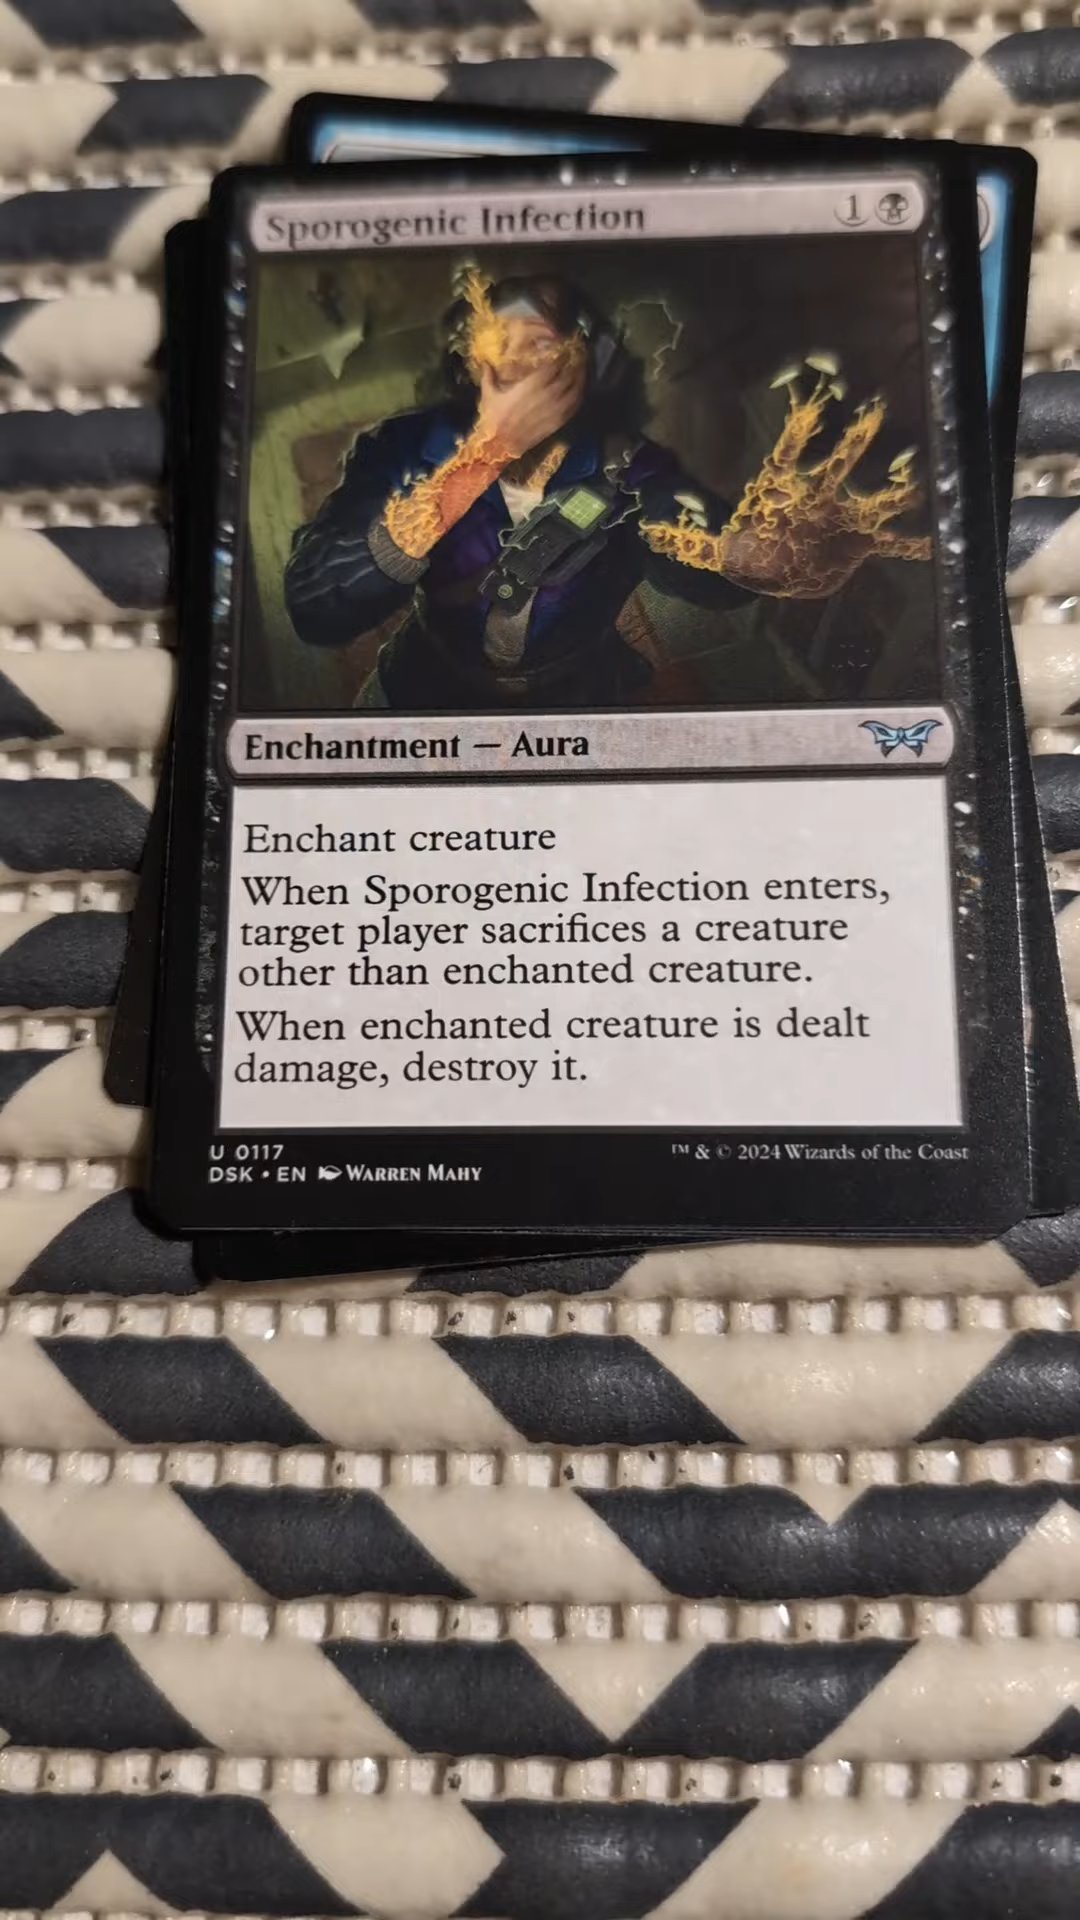 Sporogenic Infection 1
Enchantment — Aura
Enchant creature
When Sporogenic Infection enters,
target player sacrifices a creature
other than enchanted creature.
When enchanted creature is dealt
damage, destroy it.
U 0117
DSK • EN WARREN MAHY
™ & © 2024 Wizards of the Coast